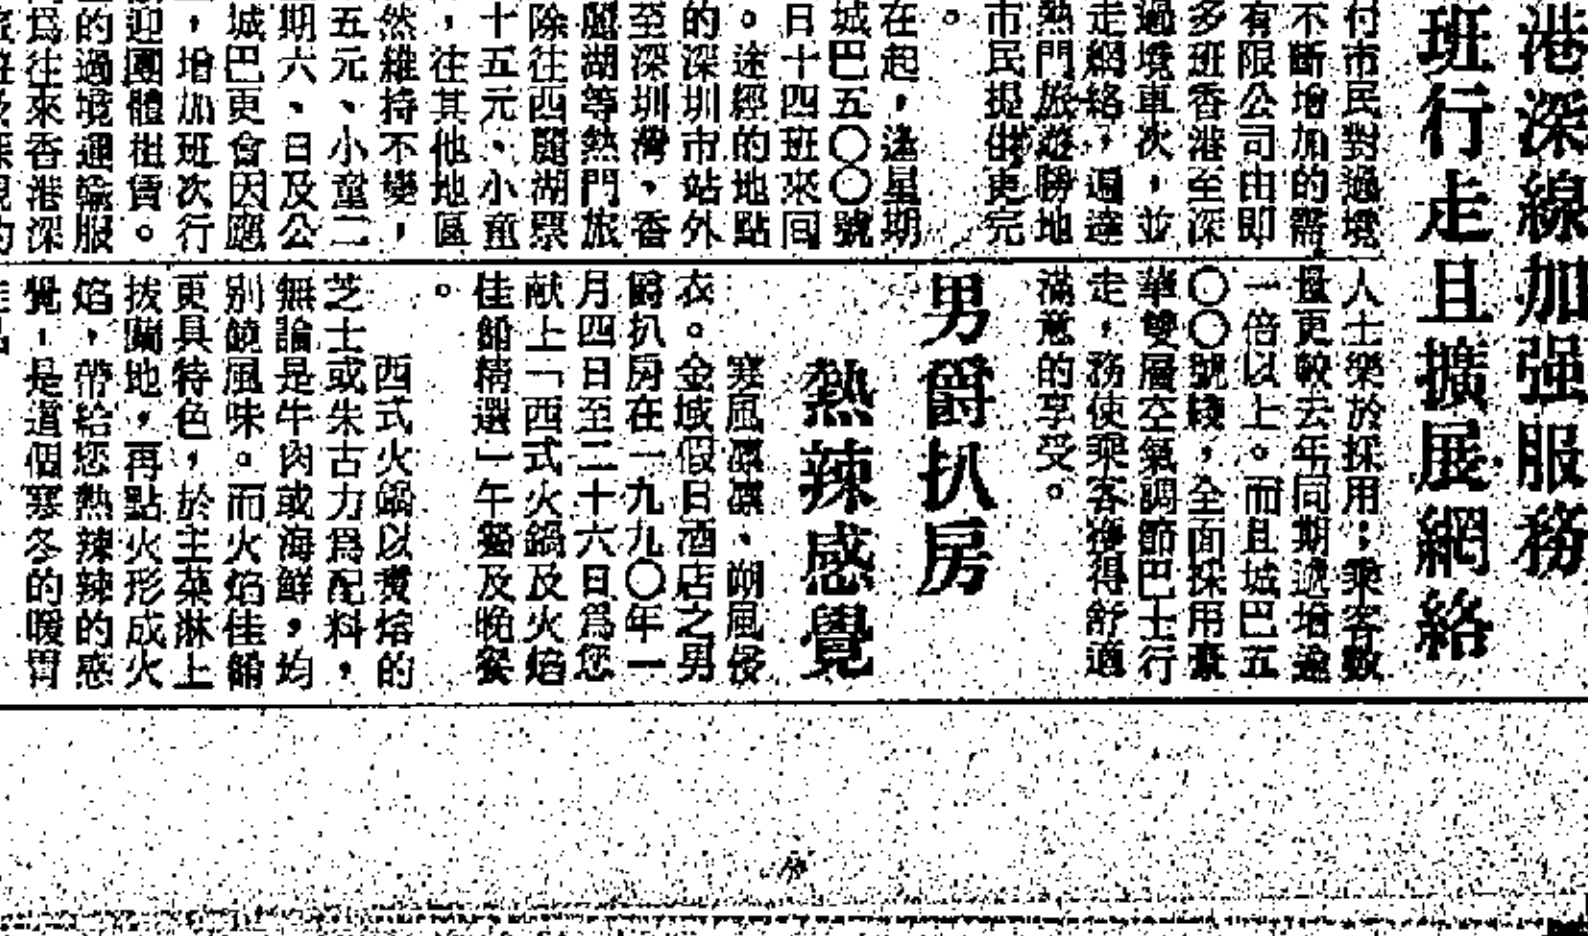 港深線加强服務
班行走且擴展網絡
付市民對過境
不斷增加的需
有限公司由即
多班香港至深
過境車次，並
走網絡，遍達
熱門旅遊勝地
市民提供更完
。
在起，逢星期
城巴五〇〇號
日十四班來回
。途經的地點
的深圳市站外
至深圳灣、香
麗湖等熱門旅
除往西麗湖票
十五元、小童
，往其他地區
然維持不變，
五元、小童二
期六、日及公
城巴更會因應
，增加班次行
迎團體租賃。
的過境運輸服
爲往來香港深
人士樂於採用；乘客數
量更較去年同期遞增逾
一倍以上。而且城巴五
〇〇號綫，全面採用豪
華雙層空氣調節巴士行
走，務使乘客獲得舒適
滿意的享受。
男爵扒房
熱辣感覺
寒風凜凜、朔風侵
衣。金域假日酒店之男
爵扒房在一九九〇年一
月四日至二十六日爲您
献上「西式火鍋及火焰
佳餚精選」午餐及晚餐
。
西式火鍋以煑熔的
芝士或朱古力爲配料，
無論是牛肉或海鮮，均
別饒風味。而火焰佳餚
更具特色，於主菜淋上
拔蘭地，再點火形成火
焰，帶給您熱辣辣的感
覺，是道個寒冬的暖胃
佳品